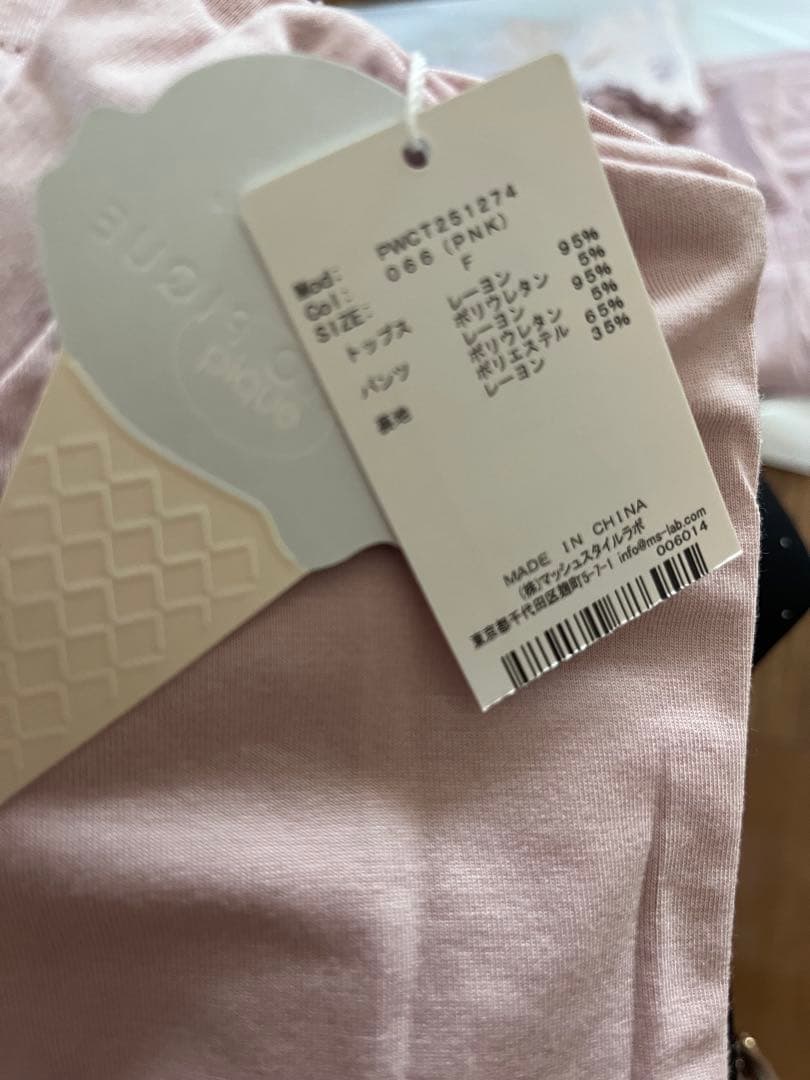 pique
Mod: PWCT251274
Col: 066 (PNK)
SIZE: F
トップス レーヨン 95%
ポリウレタン 5%
パンツ レーヨン 95%
ポリウレタン 5%
裏地 ポリエステル 65%
レーヨン 35%
MADE IN CHINA
(株)マッシュスタイルラボ
東京都千代田区麹町5-7-1 info@ms-lab.com
006014